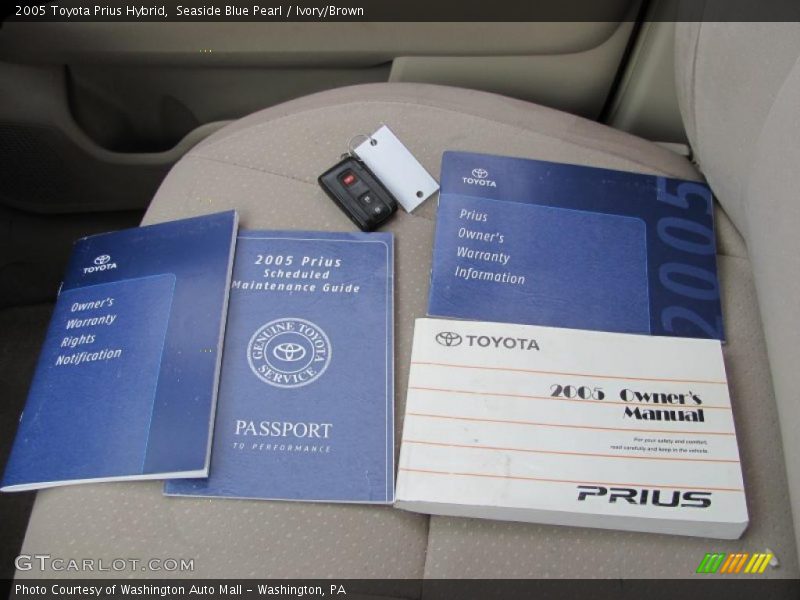 2005 Toyota Prius Hybrid, Seaside Blue Pearl / Ivory/Brown
TOYOTA
Owner's
Warranty
Rights
Notification
2005 Prius
Scheduled
Maintenance Guide
GENUINE TOYOTA
SERVICE
PASSPORT
TO PERFORMANCE
TOYOTA
Prius
Owner's
Warranty
Information
2005
TOYOTA
2005 Owner's
Manual
For your safety and comfort,
read carefully and keep in the vehicle.
PRIUS
GTCARLOT.COM
Photo Courtesy of Washington Auto Mall - Washington, PA